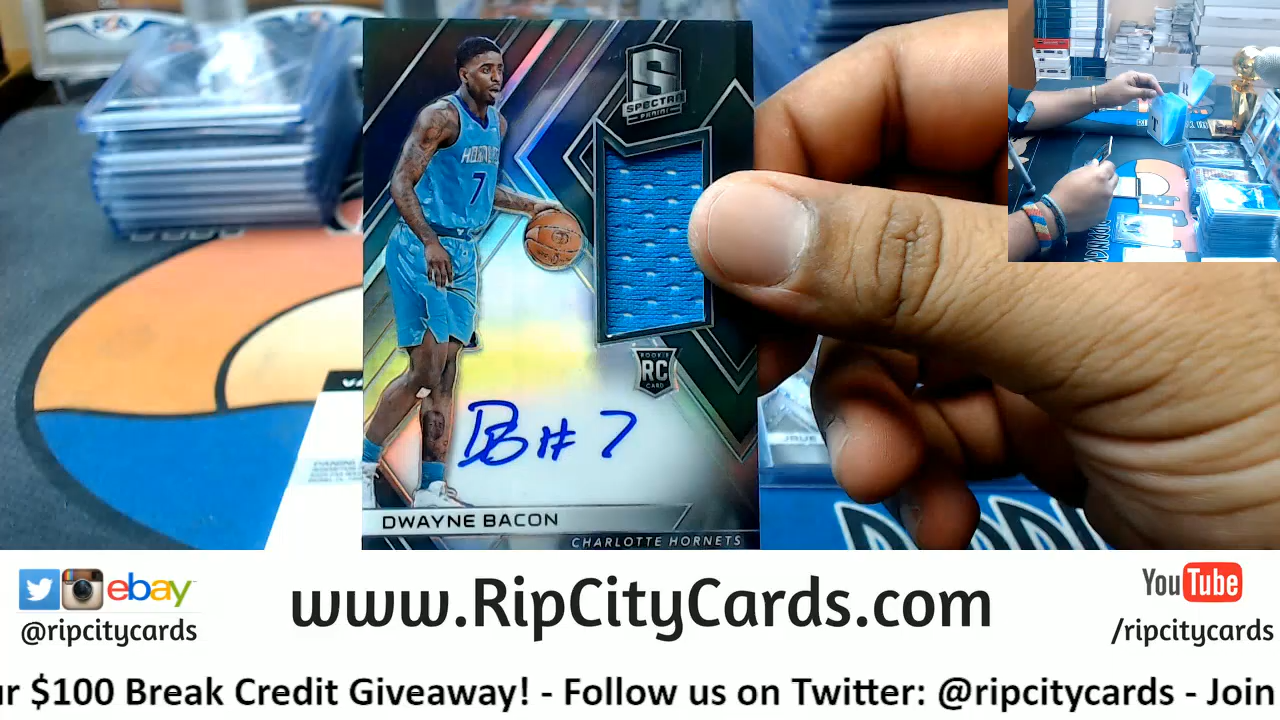 S
SPECTRA
PANINI
HORNETS
7
ROOKIE
RC
CARD
DB # 7
DWAYNE BACON
CHARLOTTE HORNETS
ebay
@ripcitycards
www.RipCityCards.com
YouTube
/ripcitycards
ur $100 Break Credit Giveaway! - Follow us on Twitter: @ripcitycards - Join